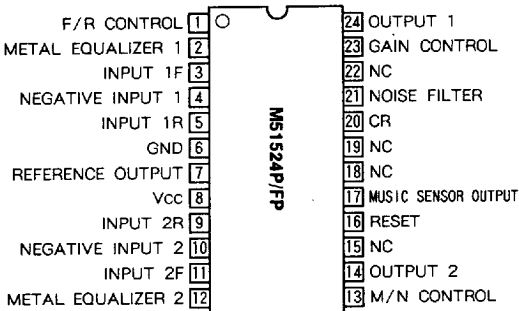 F/R CONTROL 1
METAL EQUALIZER 1 2
INPUT 1F 3
NEGATIVE INPUT 1 4
INPUT 1R 5
GND 6
REFERENCE OUTPUT 7
Vcc 8
INPUT 2R 9
NEGATIVE INPUT 2 10
INPUT 2F 11
METAL EQUALIZER 2 12
M51524P/FP
24 OUTPUT 1
23 GAIN CONTROL
22 NC
21 NOISE FILTER
20 CR
19 NC
18 NC
17 MUSIC SENSOR OUTPUT
16 RESET
15 NC
14 OUTPUT 2
13 M/N CONTROL